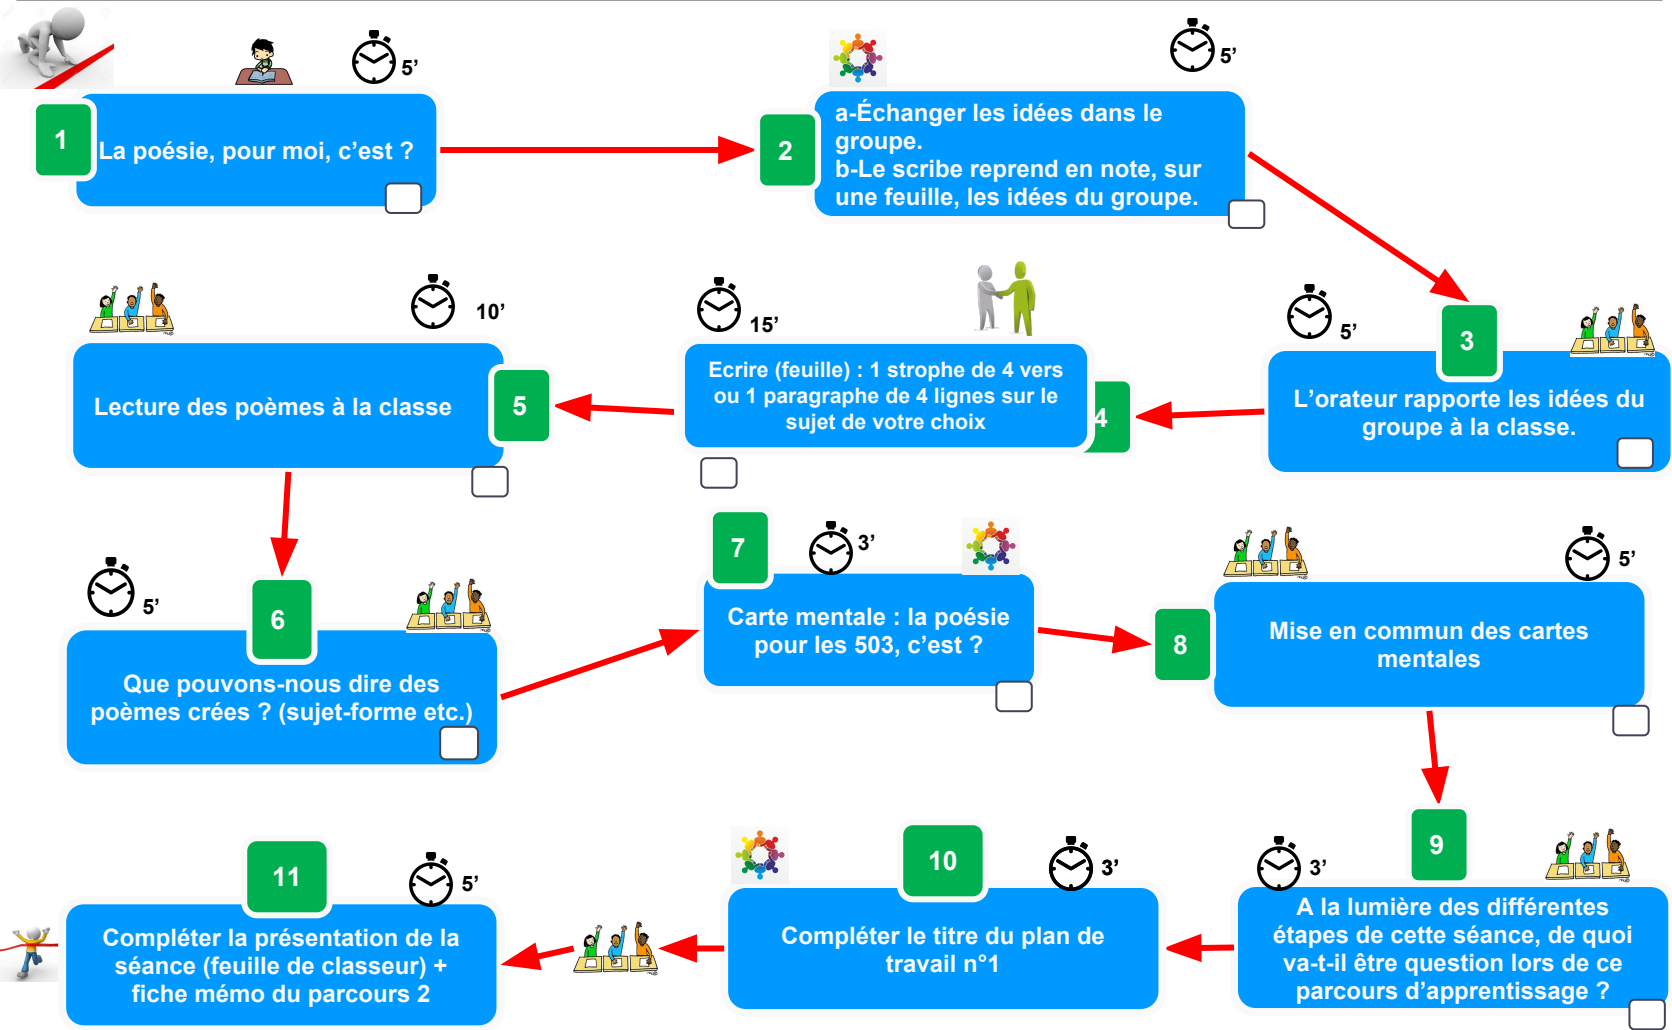 5’
1
La poésie, pour moi, c’est ?
5’
2
a-Échanger les idées dans le
groupe.
b-Le scribe reprend en note, sur
une feuille, les idées du groupe.
5’
3
L’orateur rapporte les idées du
groupe à la classe.
15’
4
Ecrire (feuille) : 1 strophe de 4 vers
ou 1 paragraphe de 4 lignes sur le
sujet de votre choix
10’
5
Lecture des poèmes à la classe
5’
6
Que pouvons-nous dire des
poèmes crées ? (sujet-forme etc.)
7
3’
Carte mentale : la poésie
pour les 503, c’est ?
5’
8
Mise en commun des cartes
mentales
9
3’
A la lumière des différentes
étapes de cette séance, de quoi
va-t-il être question lors de ce
parcours d’apprentissage ?
10
3’
Compléter le titre du plan de
travail n°1
11
5’
Compléter la présentation de la
séance (feuille de classeur) +
fiche mémo du parcours 2